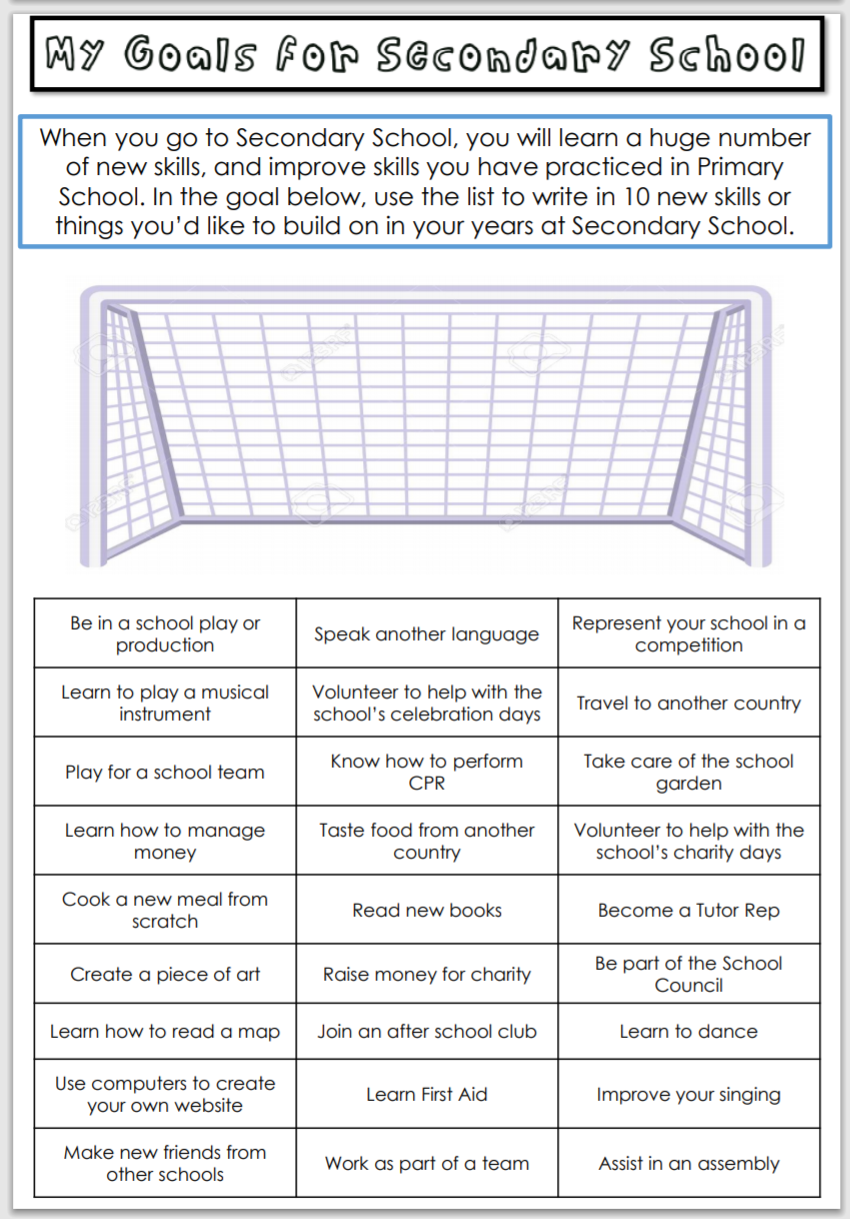 My Goals for Secondary School
When you go to Secondary School, you will learn a huge number
of new skills, and improve skills you have practiced in Primary
School. In the goal below, use the list to write in 10 new skills or
things you’d like to build on in your years at Secondary School.
Be in a school play or
production
Speak another language
Represent your school in a
competition
Learn to play a musical
instrument
Volunteer to help with the
school’s celebration days
Travel to another country
Play for a school team
Know how to perform
CPR
Take care of the school
garden
Learn how to manage
money
Taste food from another
country
Volunteer to help with the
school’s charity days
Cook a new meal from
scratch
Read new books
Become a Tutor Rep
Create a piece of art
Raise money for charity
Be part of the School
Council
Learn how to read a map
Join an after school club
Learn to dance
Use computers to create
your own website
Learn First Aid
Improve your singing
Make new friends from
other schools
Work as part of a team
Assist in an assembly